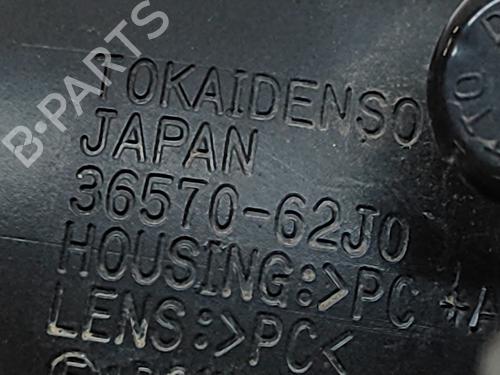 B-PARTS
TOKAIDENSO
JAPAN
36570-62J0
HOUSING:>PC
LENS:>PC<